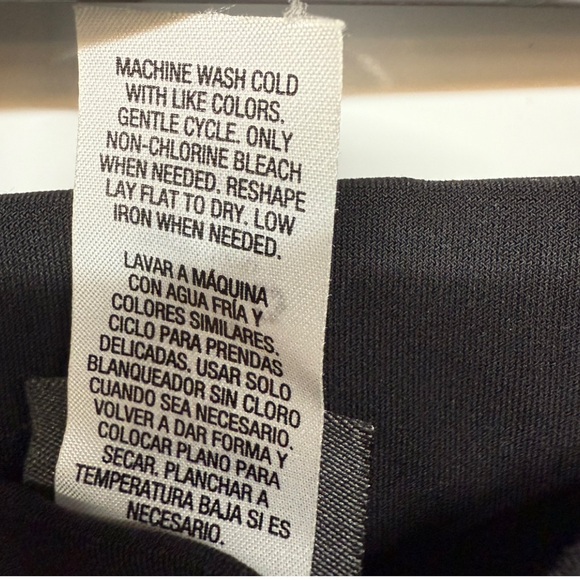 MACHINE WASH COLD
WITH LIKE COLORS.
GENTLE CYCLE. ONLY
NON-CHLORINE BLEACH
WHEN NEEDED. RESHAPE
LAY FLAT TO DRY. LOW
IRON WHEN NEEDED.
LAVAR A MÁQUINA
CON AGUA FRÍA Y
COLORES SIMILARES.
CICLO PARA PRENDAS
DELICADAS. USAR SOLO
BLANQUEADOR SIN CLORO
CUANDO SEA NECESARIO.
VOLVER A DAR FORMA Y
COLOCAR PLANO PARA
SECAR. PLANCHAR A
TEMPERATURA BAJA SI ES
NECESARIO.